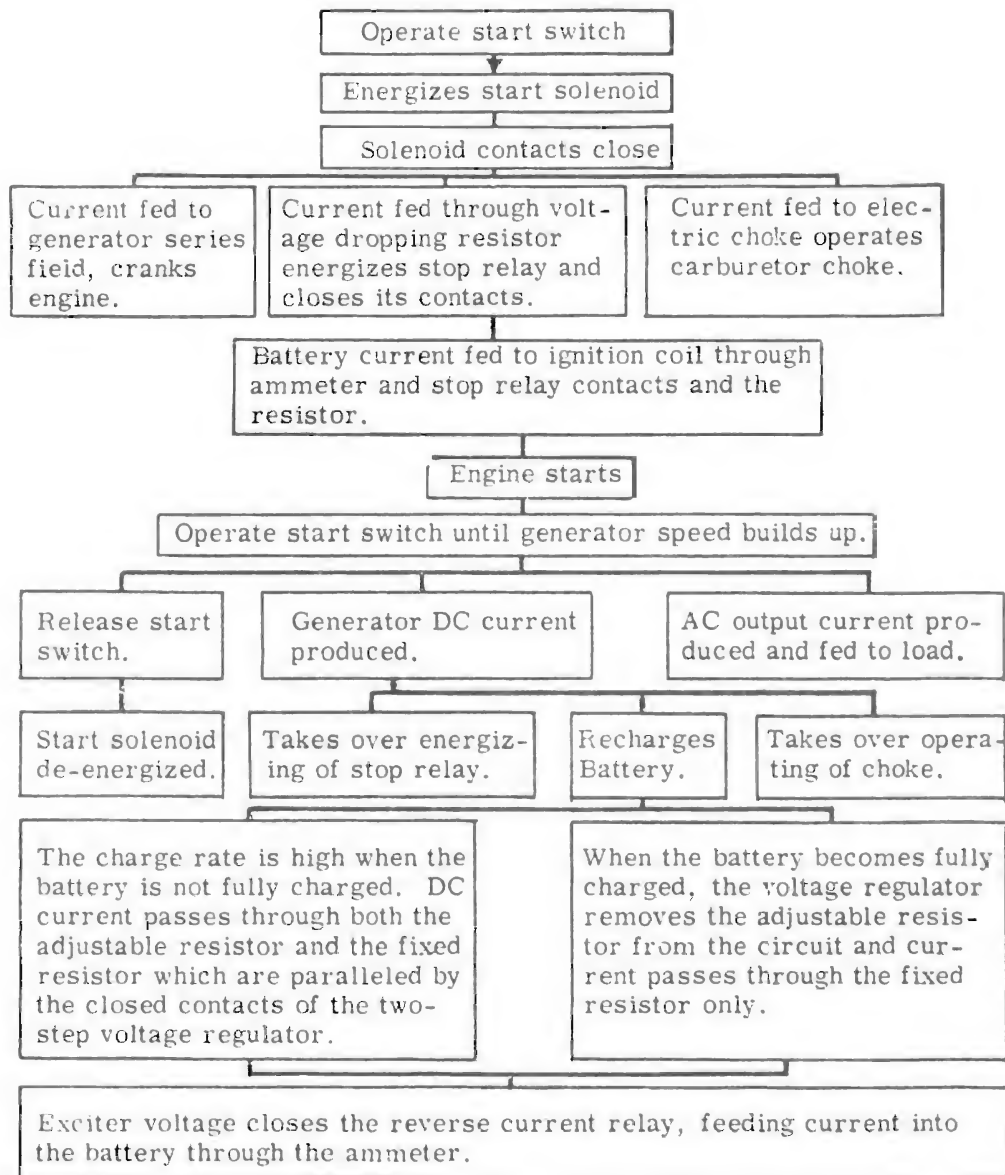 Operate start switch
Energizes start solenoid
Solenoid contacts close
Current fed to
generator series
field, cranks
engine.
Current fed through volt-
age dropping resistor
energizes stop relay and
closes its contacts.
Current fed to elec-
tric choke operates
carburetor choke.
Battery current fed to ignition coil through
ammeter and stop relay contacts and the
resistor.
Engine starts
Operate start switch until generator speed builds up.
Release start
switch.
Generator DC current
produced.
AC output current pro-
duced and fed to load.
Start solenoid
de-energized.
Takes over energiz-
ing of stop relay.
Recharges
Battery.
Takes over opera-
ting of choke.
The charge rate is high when the
battery is not fully charged. DC
current passes through both the
adjustable resistor and the fixed
resistor which are paralleled by
the closed contacts of the two-
step voltage regulator.
When the battery becomes fully
charged, the voltage regulator
removes the adjustable resis-
tor from the circuit and cur-
rent passes through the fixed
resistor only.
Exciter voltage closes the reverse current relay, feeding current into
the battery through the ammeter.